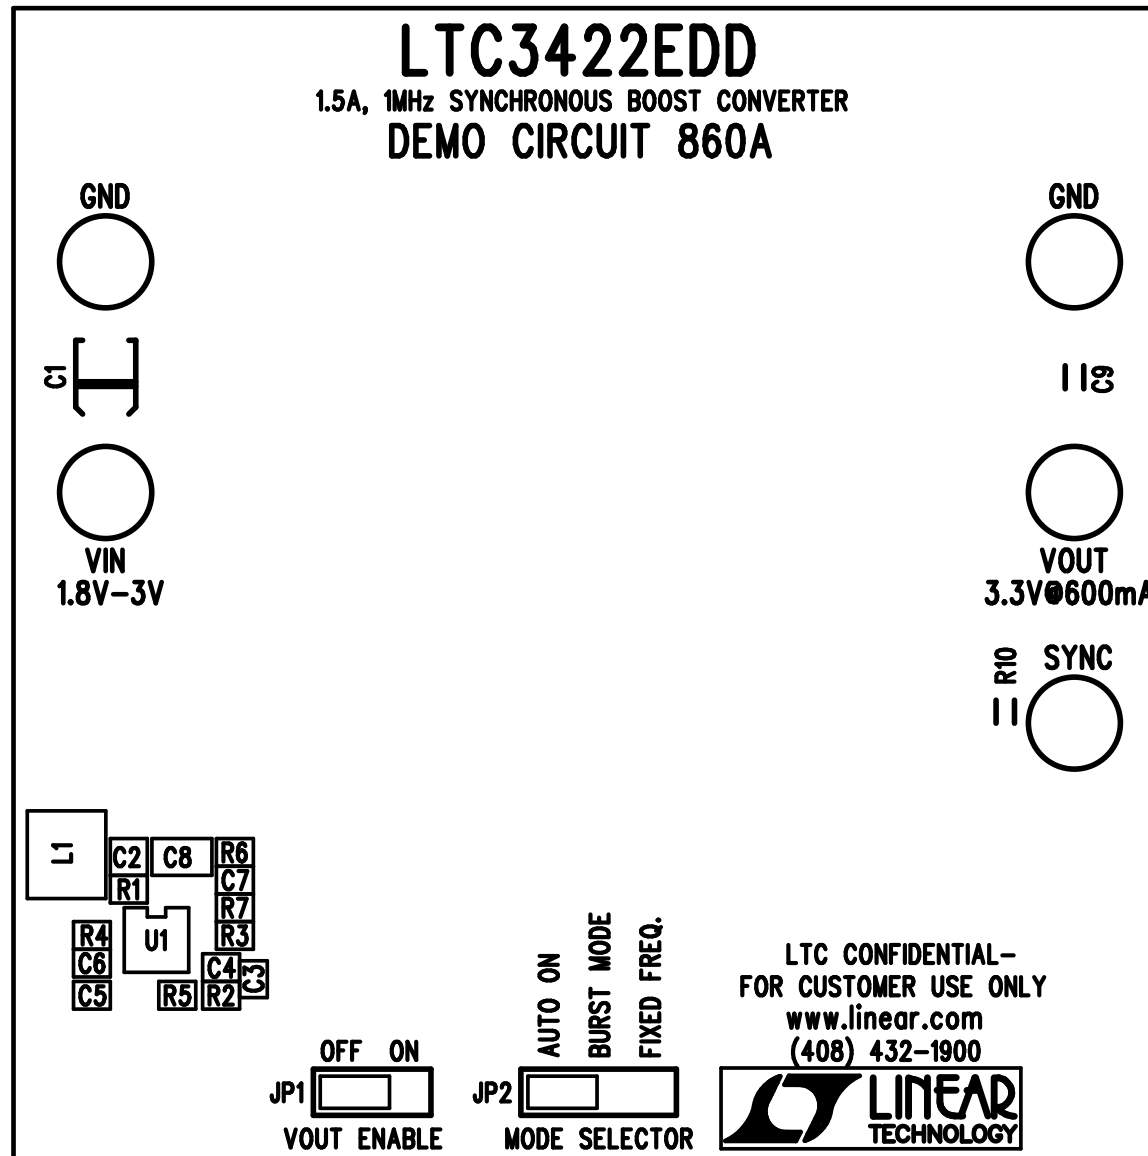 LTC3422EDD
1.5A, 1MHz SYNCHRONOUS BOOST CONVERTER
DEMO CIRCUIT 860A
GND
GND
C1
C9
VIN
1.8V-3V
VOUT
3.3V@600mA
R10
SYNC
L1
C2
C8
R6
R1
C7
R7
R4
U1
R3
C6
C4
C3
C5
R5
R2
AUTO ON
BURST MODE
FIXED FREQ.
LTC CONFIDENTIAL-
FOR CUSTOMER USE ONLY
www.linear.com
(408) 432-1900
OFF ON
JP1
VOUT ENABLE
JP2
MODE SELECTOR
LINEAR
TECHNOLOGY